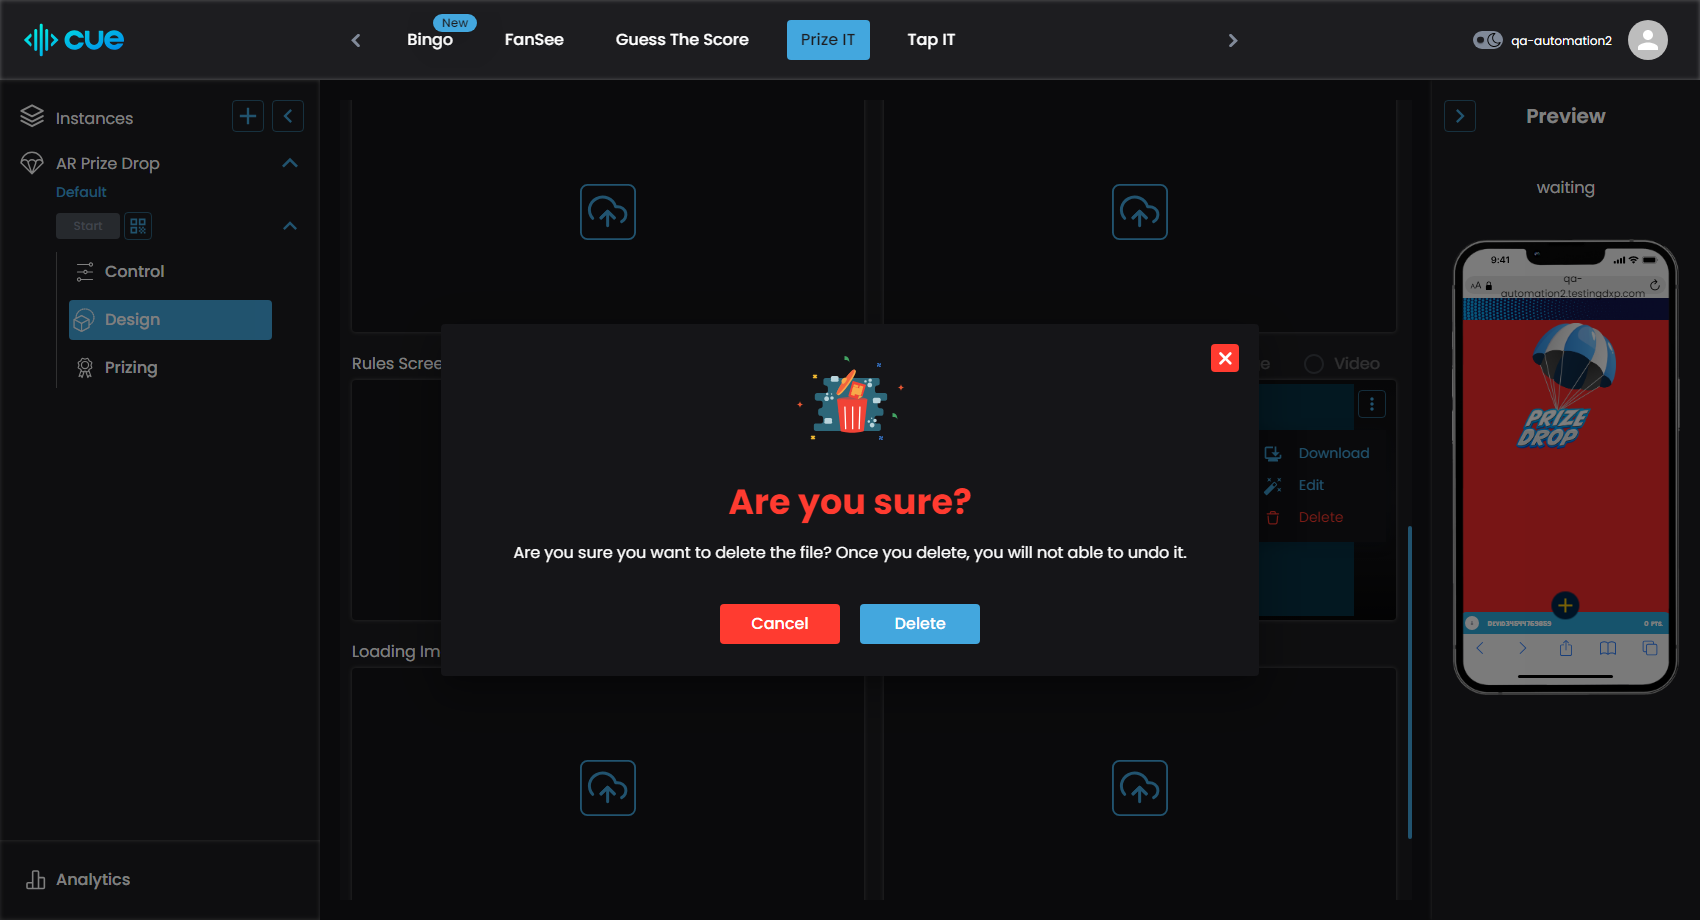 cue
New
Bingo
FanSee
Guess The Score
Prize IT
Tap IT
qa-automation2
Instances
AR Prize Drop
Default
Start
Control
Design
Prizing
Analytics
Rules Scree
e
Video
Download
Edit
Delete
Loading Im
Are you sure?
Are you sure you want to delete the file? Once you delete, you will not able to undo it.
Cancel
Delete
Preview
waiting
9:41
AA
qa-
automation2.testingdxp.com
PRIZE
DROP
0 PTS.